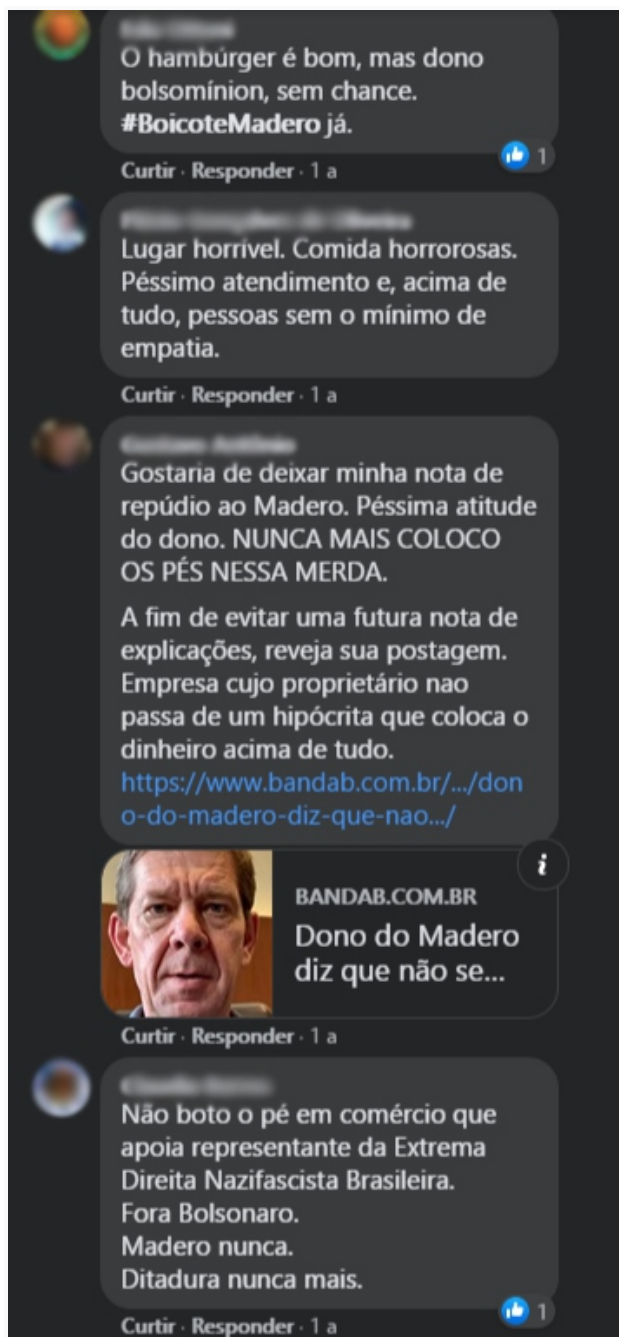 O hambúrger é bom, mas dono
bolsomínion, sem chance.
#BoicoteMadero já.
1
Curtir · Responder · 1 a
Lugar horrível. Comida horrorosas.
Péssimo atendimento e, acima de
tudo, pessoas sem o mínimo de
empatia.
Curtir · Responder · 1 a
Gostaria de deixar minha nota de
repúdio ao Madero. Péssima atitude
do dono. NUNCA MAIS COLOCO
OS PÉS NESSA MERDA.
A fim de evitar uma futura nota de
explicações, reveja sua postagem.
Empresa cujo proprietário nao
passa de um hipócrita que coloca o
dinheiro acima de tudo.
https://www.bandab.com.br/.../don
o-do-madero-diz-que-nao.../
i
BANDAB.COM.BR
Dono do Madero
diz que não se...
Curtir · Responder · 1 a
Não boto o pé em comércio que
apoia representante da Extrema
Direita Nazifascista Brasileira.
Fora Bolsonaro.
Madero nunca.
Ditadura nunca mais.
1
Curtir · Responder · 1 a